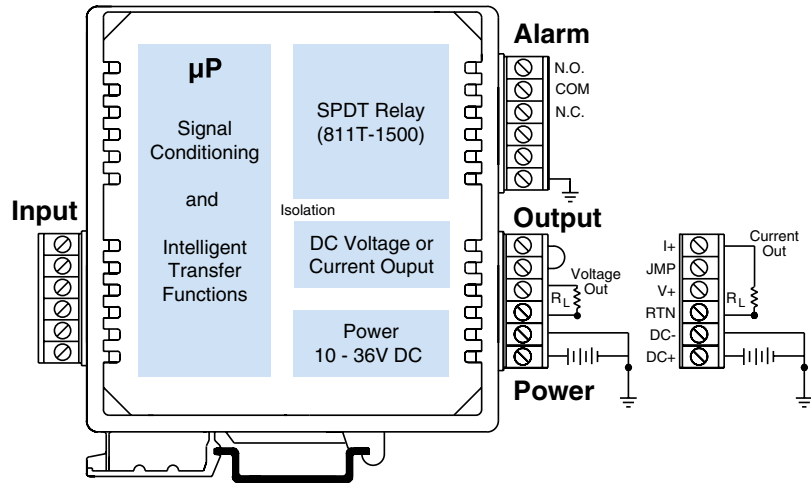 Alarm
N.O.
COM
N.C.
µP
Signal
Conditioning
and
Intelligent
Transfer
Functions
SPDT Relay
(811T-1500)
Isolation
DC Voltage or
Current Ouput
Power
10 - 36V DC
Input
Output
Voltage
Out
RL
Power
I+
JMP
V+
RTN
DC-
DC+
Current
Out
RL